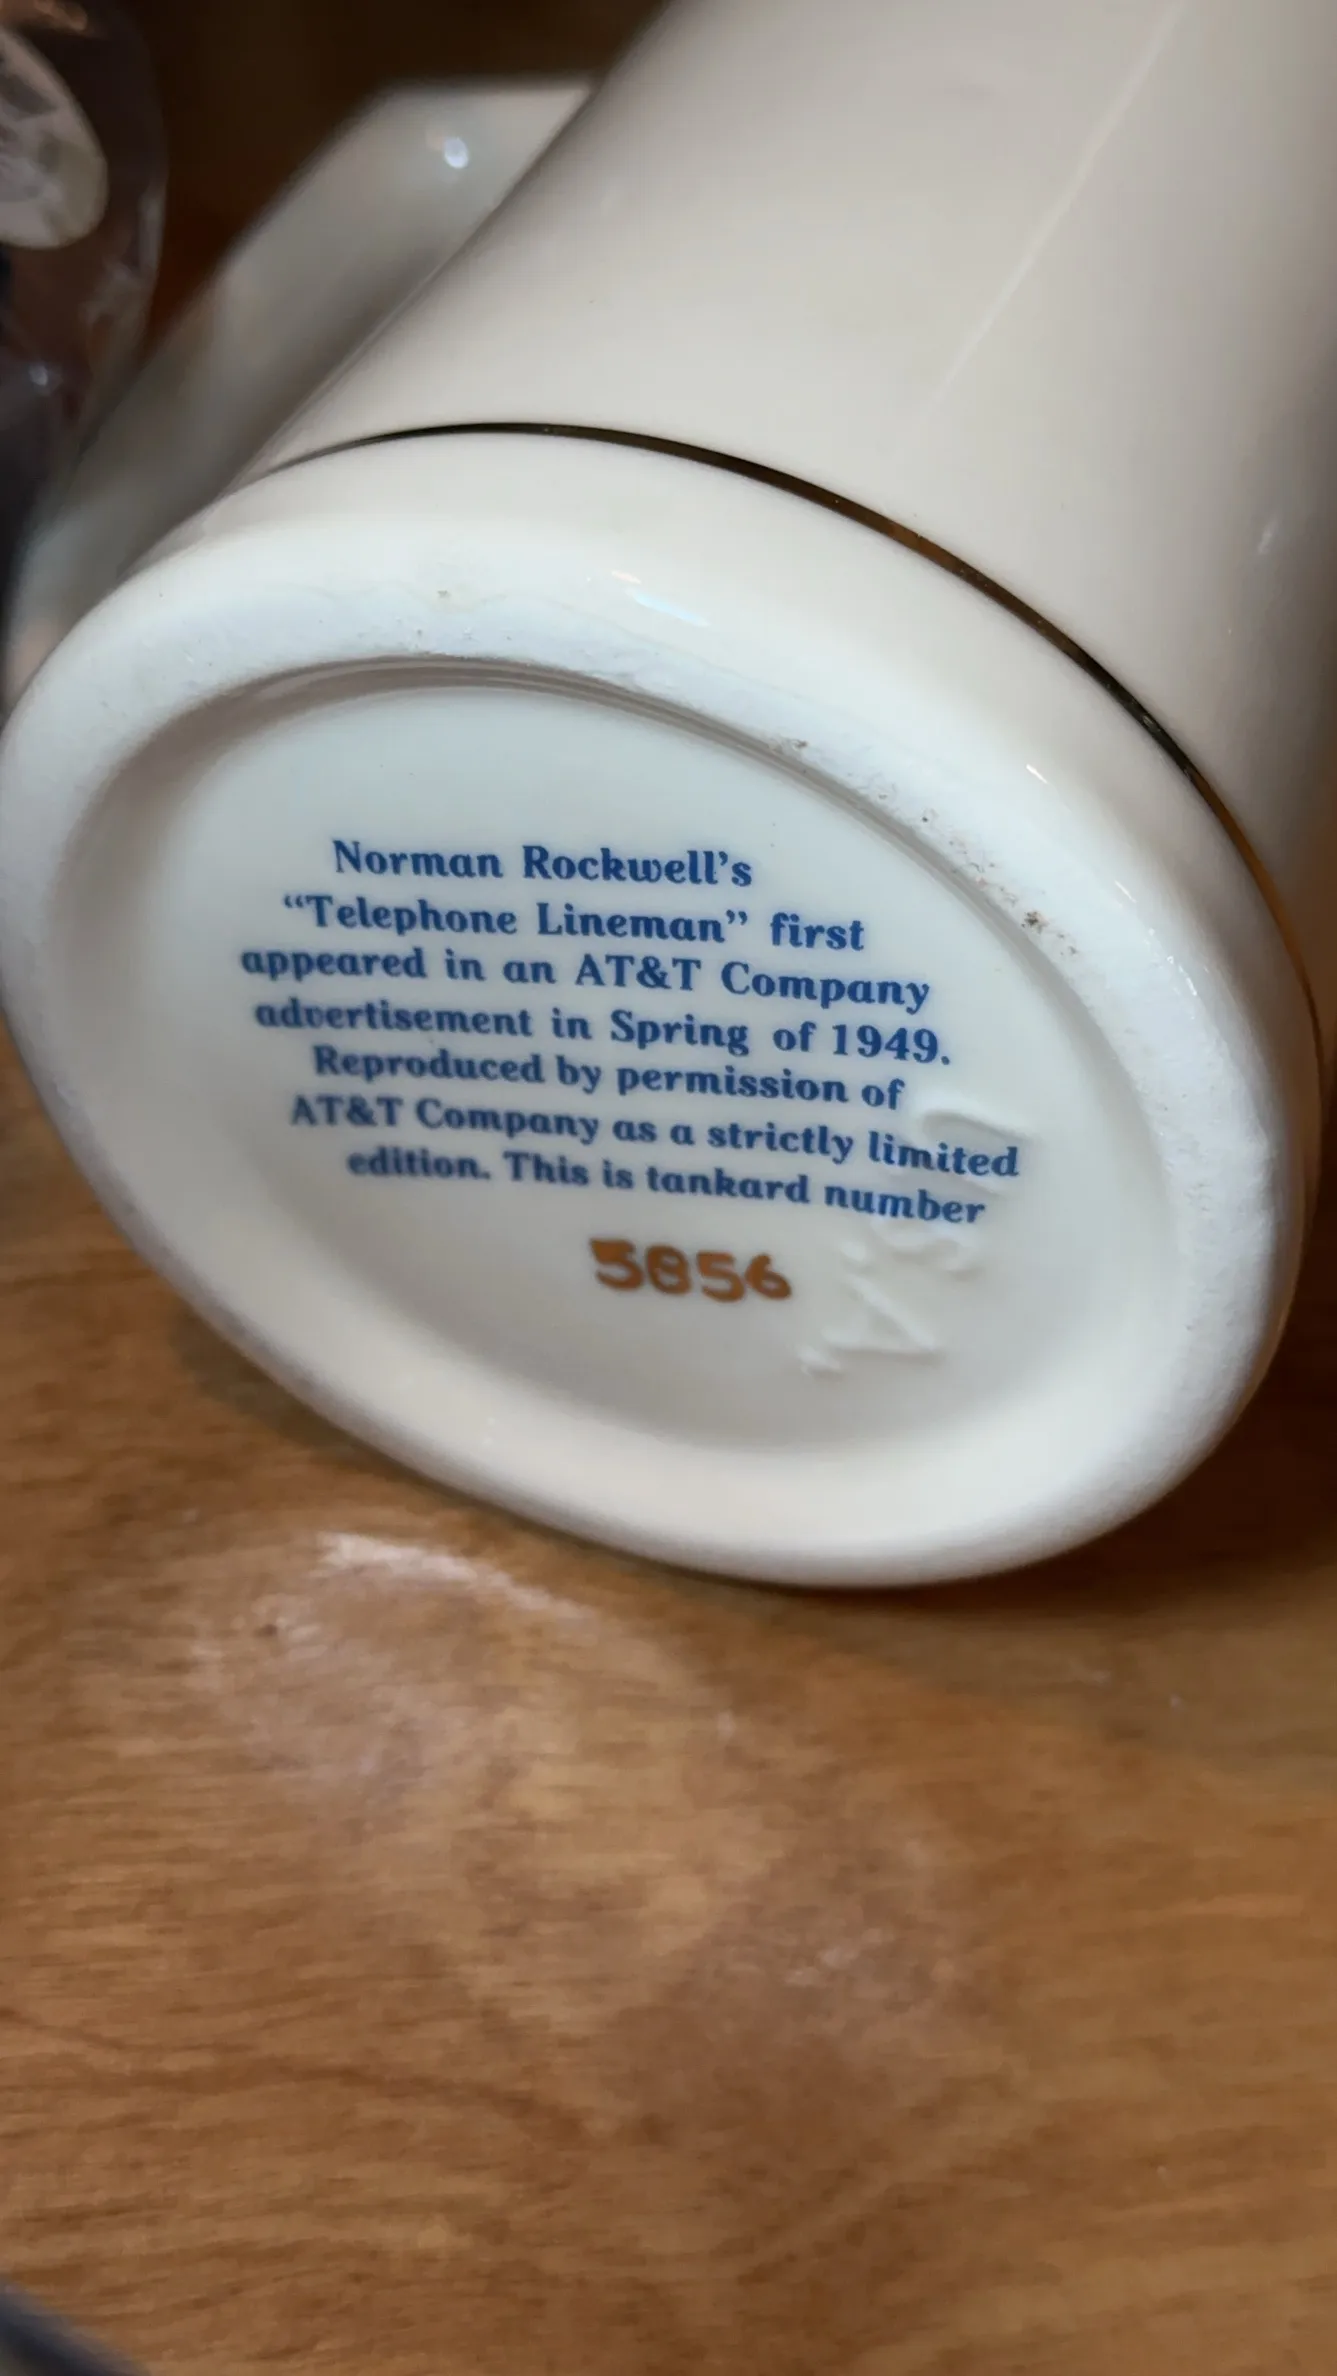 Norman Rockwell's
“Telephone Lineman” first
appeared in an AT&T Company
advertisement in Spring of 1949.
Reproduced by permission of
AT&T Company as a strictly limited
edition. This is tankard number
5856
U.S.A.